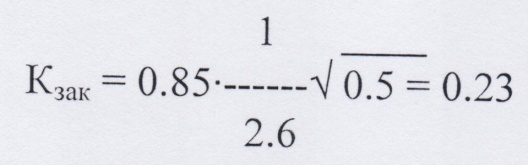 1
Кзак = 0.85·------√ 0.5 = 0.23
2.6